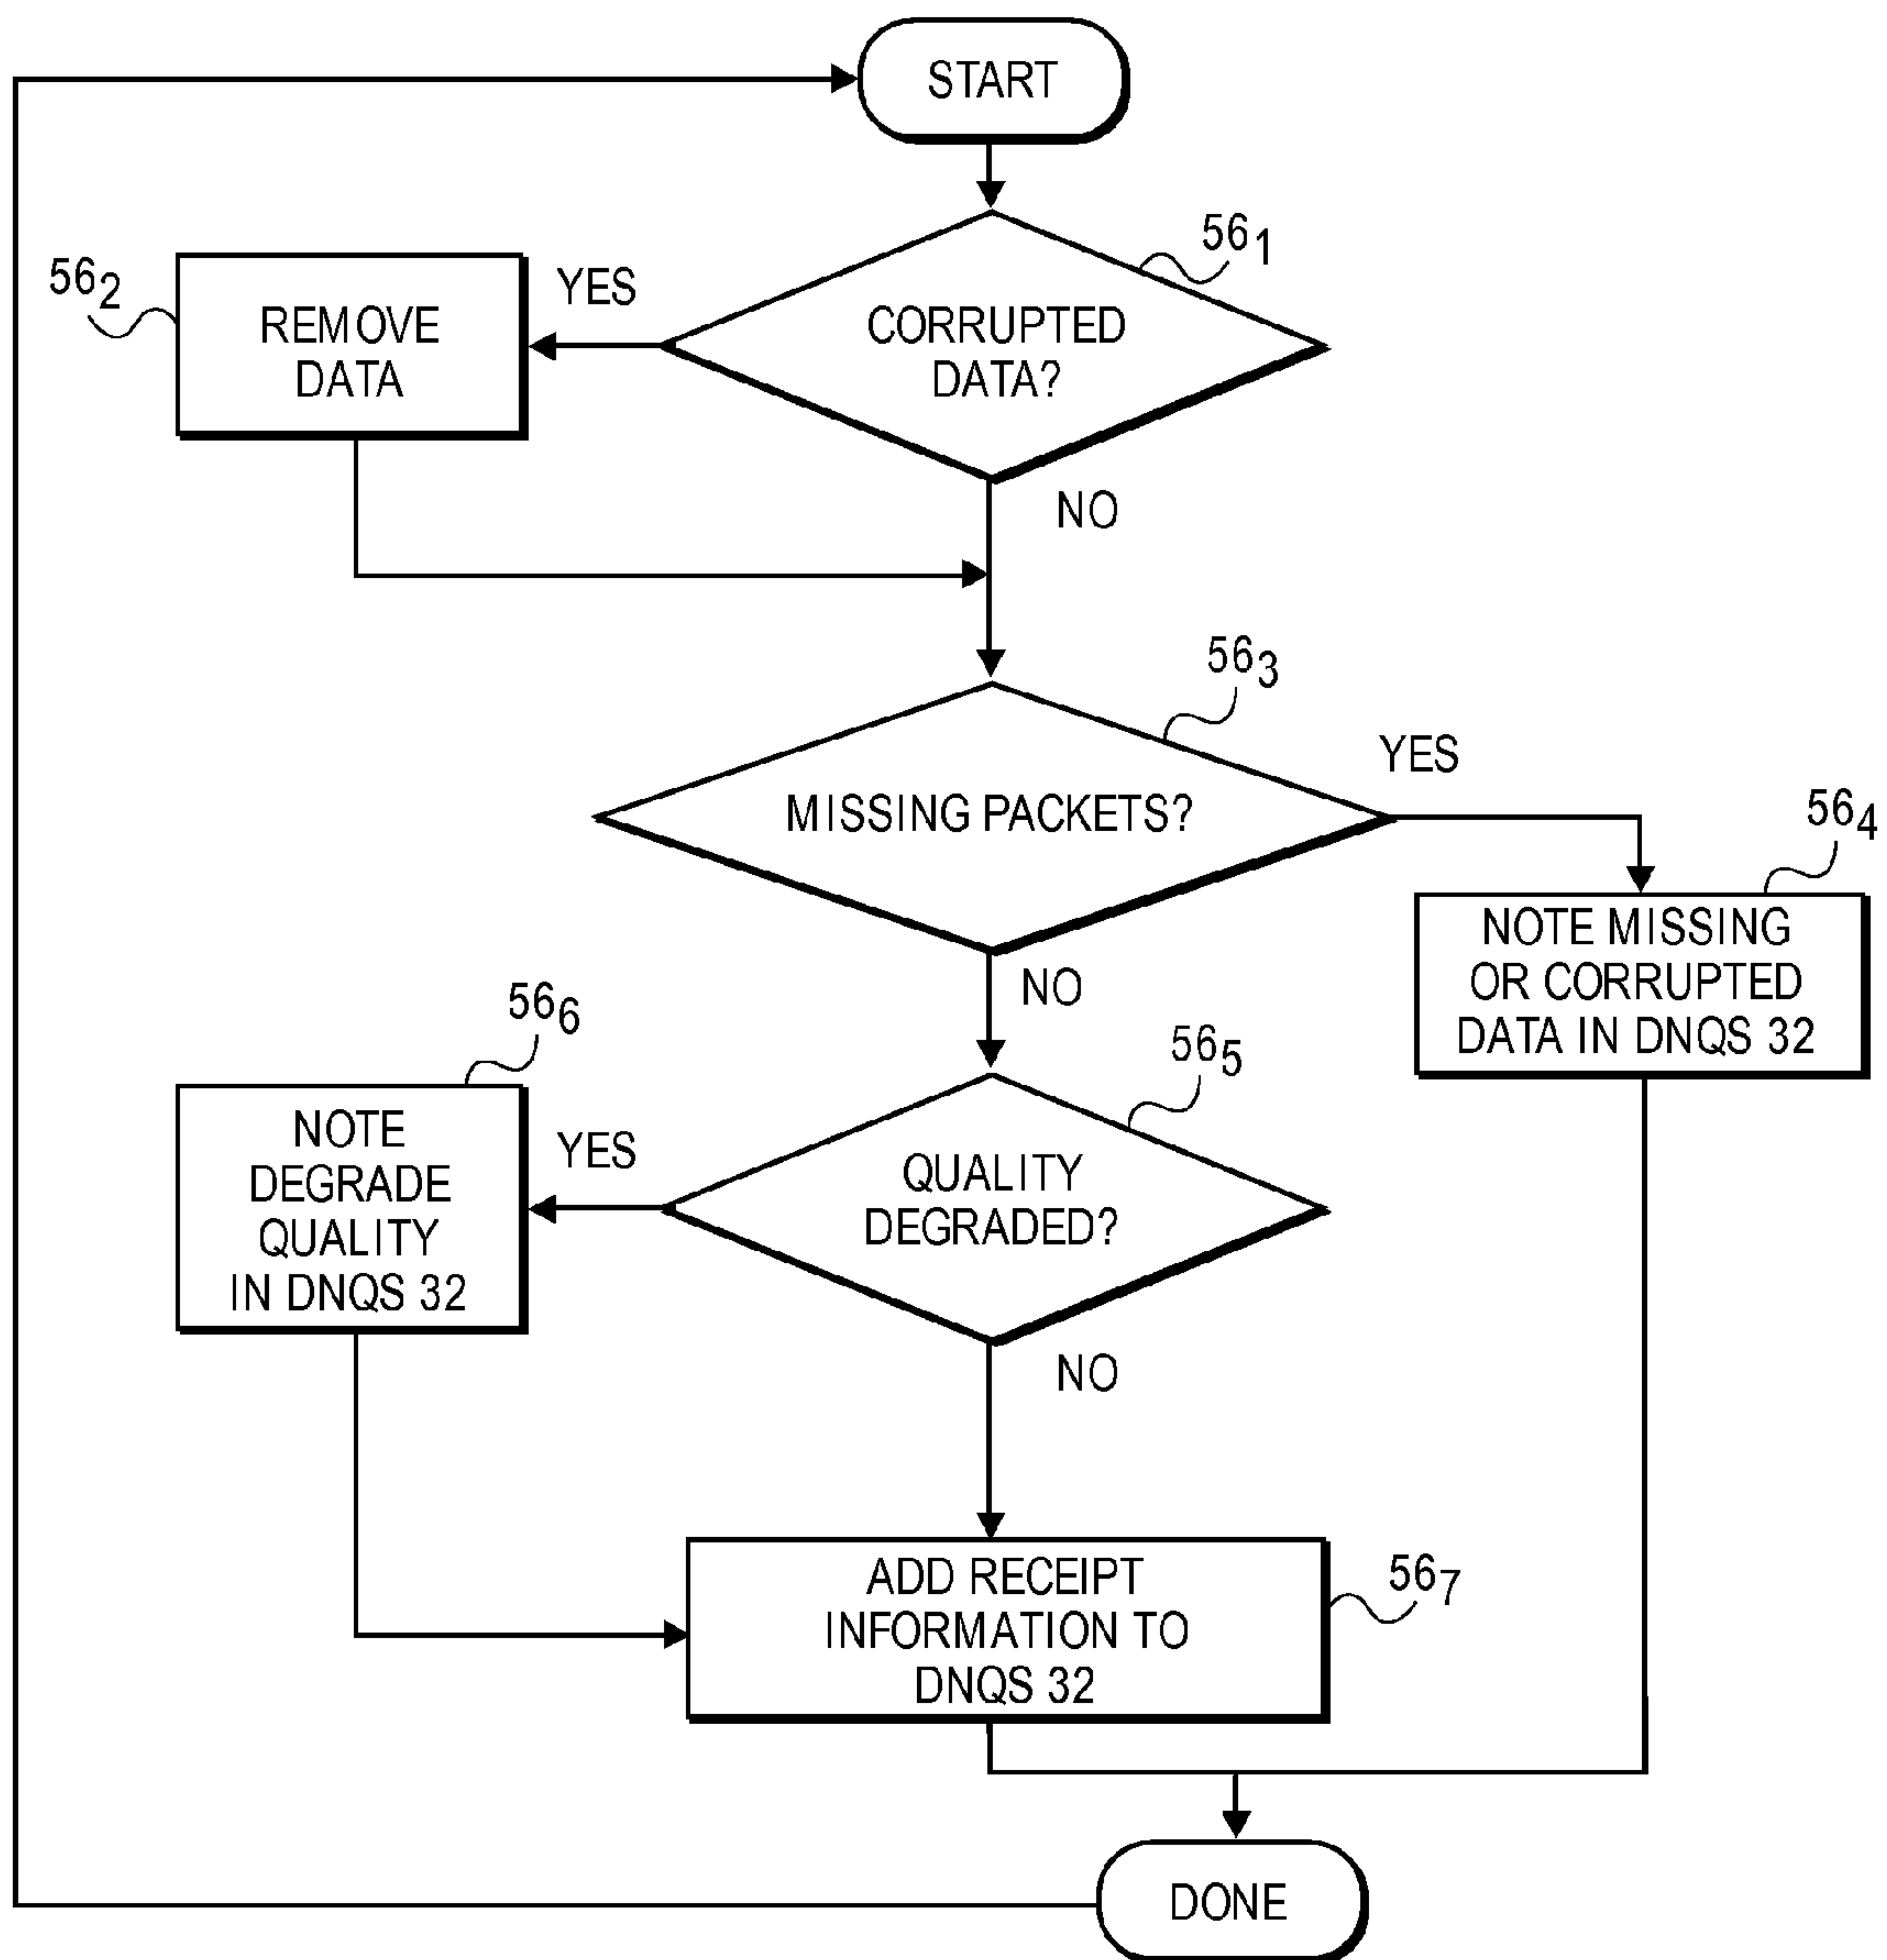 START
56₁
CORRUPTED
DATA?
YES
56₂
REMOVE
DATA
NO
56₃
MISSING PACKETS?
YES
56₄
NOTE MISSING
OR CORRUPTED
DATA IN DNQS 32
NO
56₅
QUALITY
DEGRADED?
YES
56₆
NOTE
DEGRADE
QUALITY
IN DNQS 32
NO
56₇
ADD RECEIPT
INFORMATION TO
DNQS 32
DONE